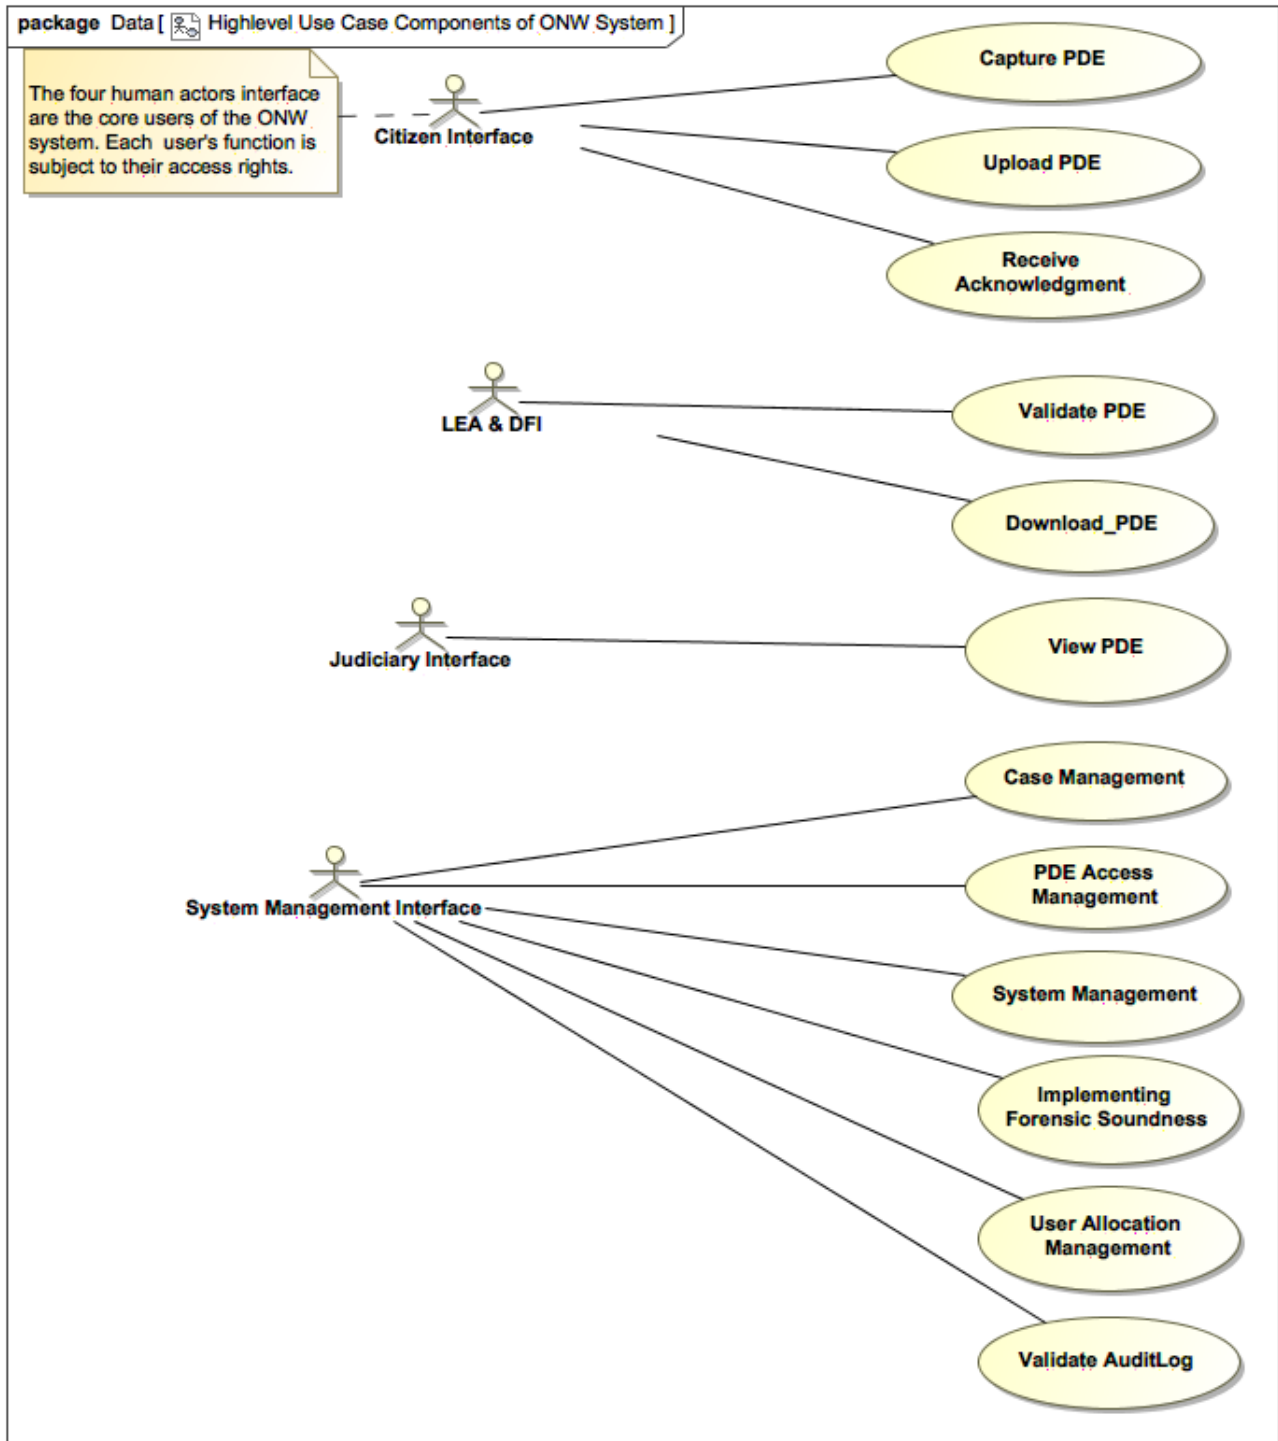 package Data [ Highlevel Use Case Components of ONW System ]
The four human actors interface
are the core users of the ONW
system. Each user's function is
subject to their access rights.
Citizen Interface
Capture PDE
Upload PDE
Receive
Acknowledgment
LEA & DFI
Validate PDE
Download_PDE
Judiciary Interface
View PDE
System Management Interface
Case Management
PDE Access
Management
System Management
Implementing
Forensic Soundness
User Allocation
Management
Validate AuditLog